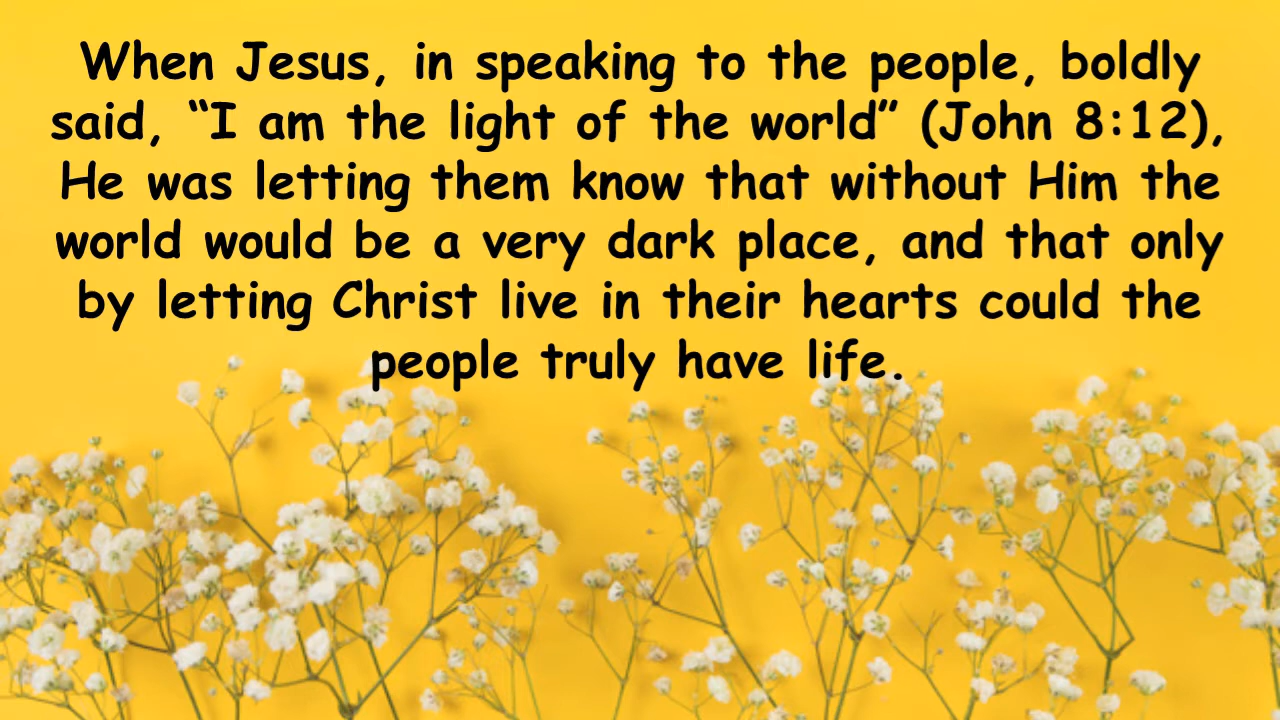 When Jesus, in speaking to the people, boldly
said, “I am the light of the world” (John 8:12),
He was letting them know that without Him the
world would be a very dark place, and that only
by letting Christ live in their hearts could the
people truly have life.